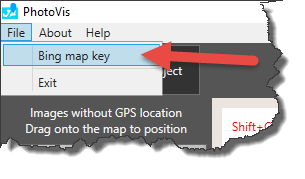 PhotoVis
File About Help
Bing map key
ject
Exit
Images without GPS location
Drag onto the map to position
Shift+